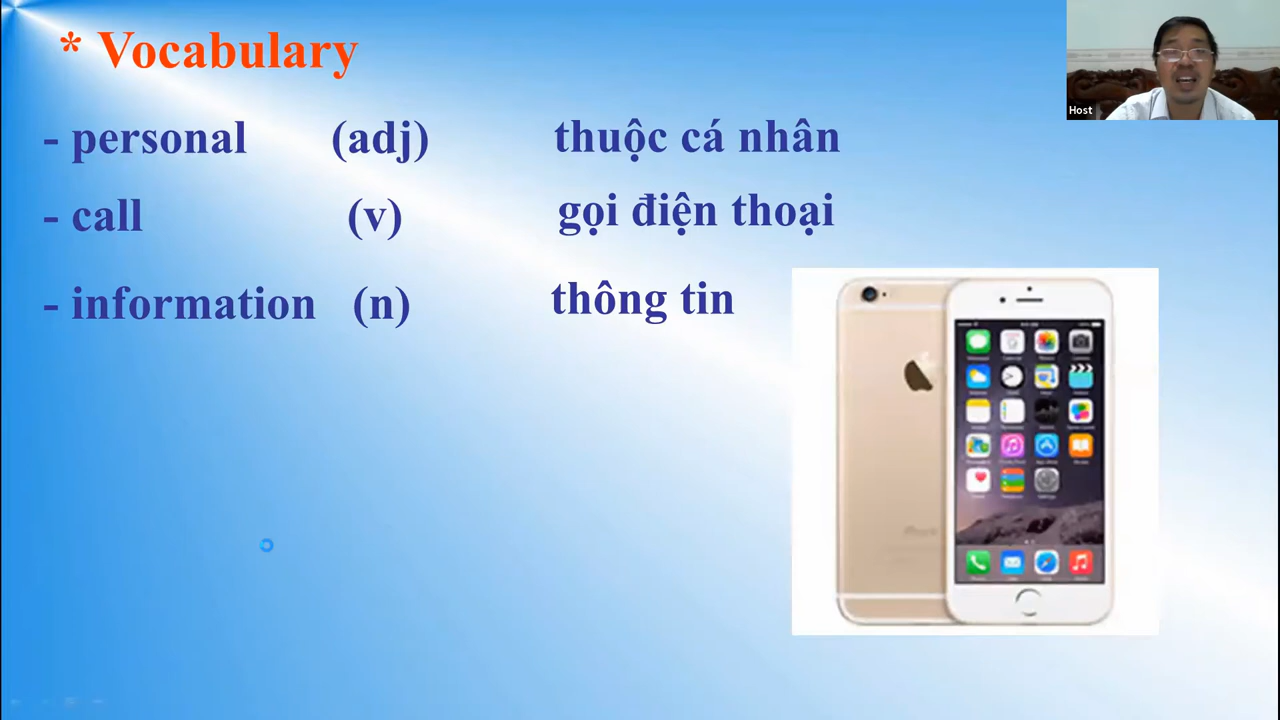 * Vocabulary
Host
- personal (adj) thuộc cá nhân
- call (v) gọi điện thoại
- information (n) thông tin